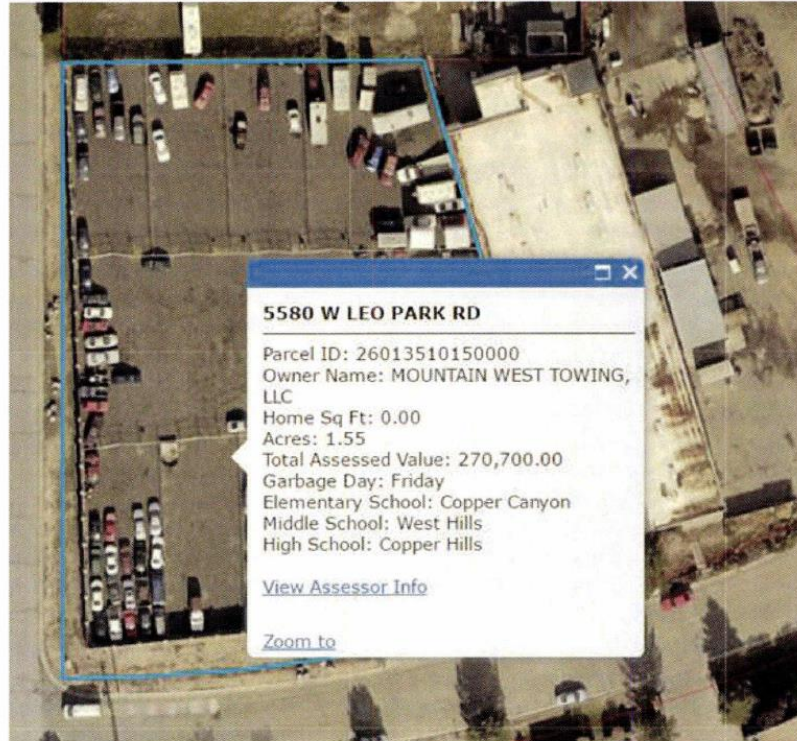 5580 W LEO PARK RD
Parcel ID: 26013510150000
Owner Name: MOUNTAIN WEST TOWING,
LLC
Home Sq Ft: 0.00
Acres: 1.55
Total Assessed Value: 270,700.00
Garbage Day: Friday
Elementary School: Copper Canyon
Middle School: West Hills
High School: Copper Hills
View Assessor Info
Zoom to